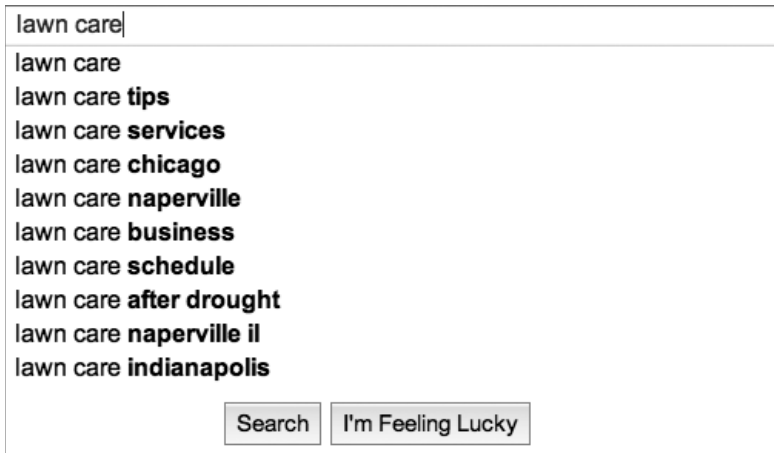 lawn care
lawn care
lawn care tips
lawn care services
lawn care chicago
lawn care naperville
lawn care business
lawn care schedule
lawn care after drought
lawn care naperville il
lawn care indianapolis
Search I'm Feeling Lucky